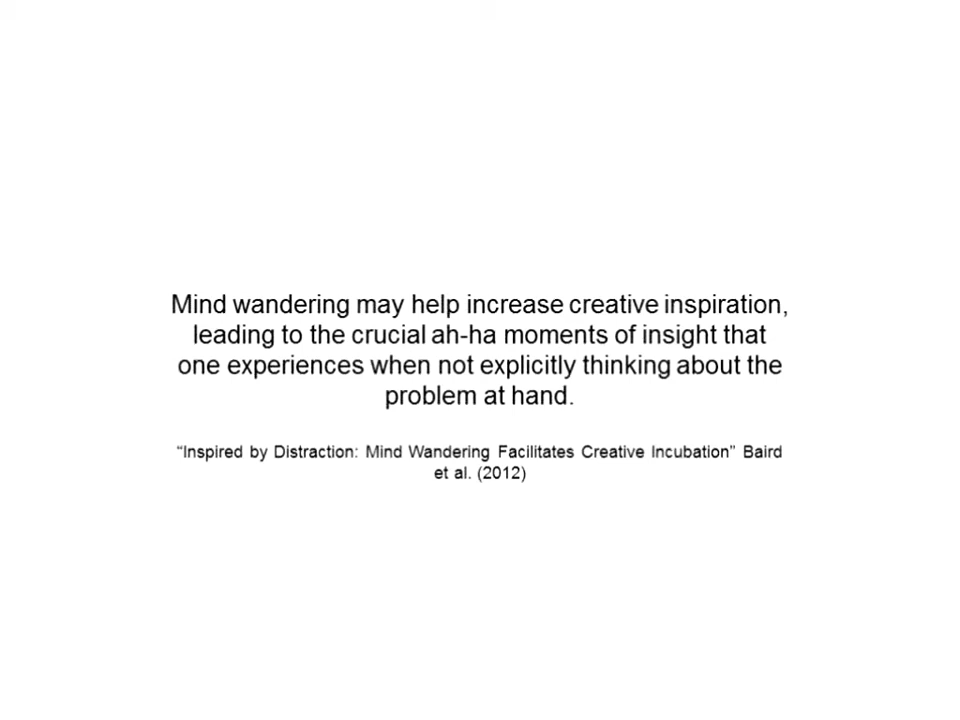 Mind wandering may help increase creative inspiration,
leading to the crucial ah-ha moments of insight that
one experiences when not explicitly thinking about the
problem at hand.
“Inspired by Distraction: Mind Wandering Facilitates Creative Incubation” Baird
et al. (2012)